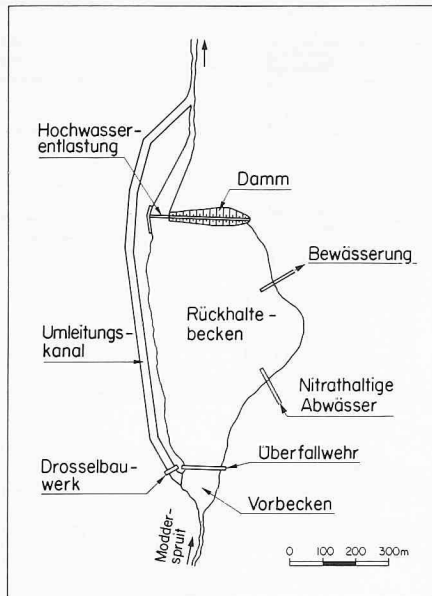 Hochwasser-
entlastung
Damm
Bewässerung
Rückhalte-
becken
Umleitungs-
kanal
Nitrathaltige
Abwässer
Überfallwehr
Drosselbau-
werk
Vorbecken
Modder-
spruit
0 100 200 300m